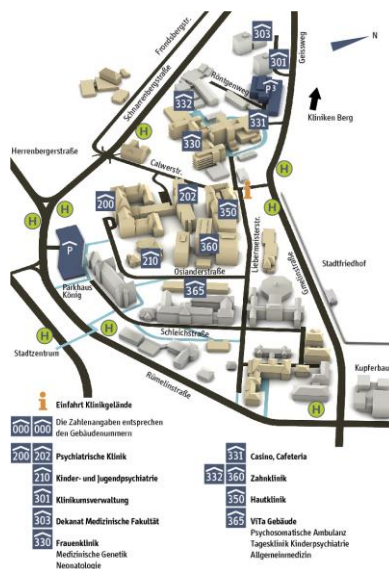 Frondsbergstr.
Schnarrenbergstraße
303
Geissweg
N
301
Röntgenweg
P3
332
331
Kliniken Berg
330
H
H
Herrenbergerstraße
Calwerstr.
H
H
H
200
202
350
i
H
210
360
Liebermeisterstr.
Gmelinstraße
P
Osianderstraße
Stadtfriedhof
Parkhaus
König
365
H
H
Schleichstraße
Stadtzentrum
Rümelinstraße
Kupferbau
H
i Einfahrt Klinikgelände
000 000 Die Zahlenangaben entsprechen
den Gebäudenummern
200 202 Psychiatrische Klinik
210 Kinder- und Jugendpsychiatrie
301 Klinikumsverwaltung
303 Dekanat Medizinische Fakultät
330 Frauenklinik
Medizinische Genetik
Neonatologie
331 Casino, Cafeteria
332 360 Zahnklinik
350 Hautklinik
365 ViTa Gebäude
Psychosomatische Ambulanz
Tagesklinik Kinderpsychiatrie
Allgemeinmedizin